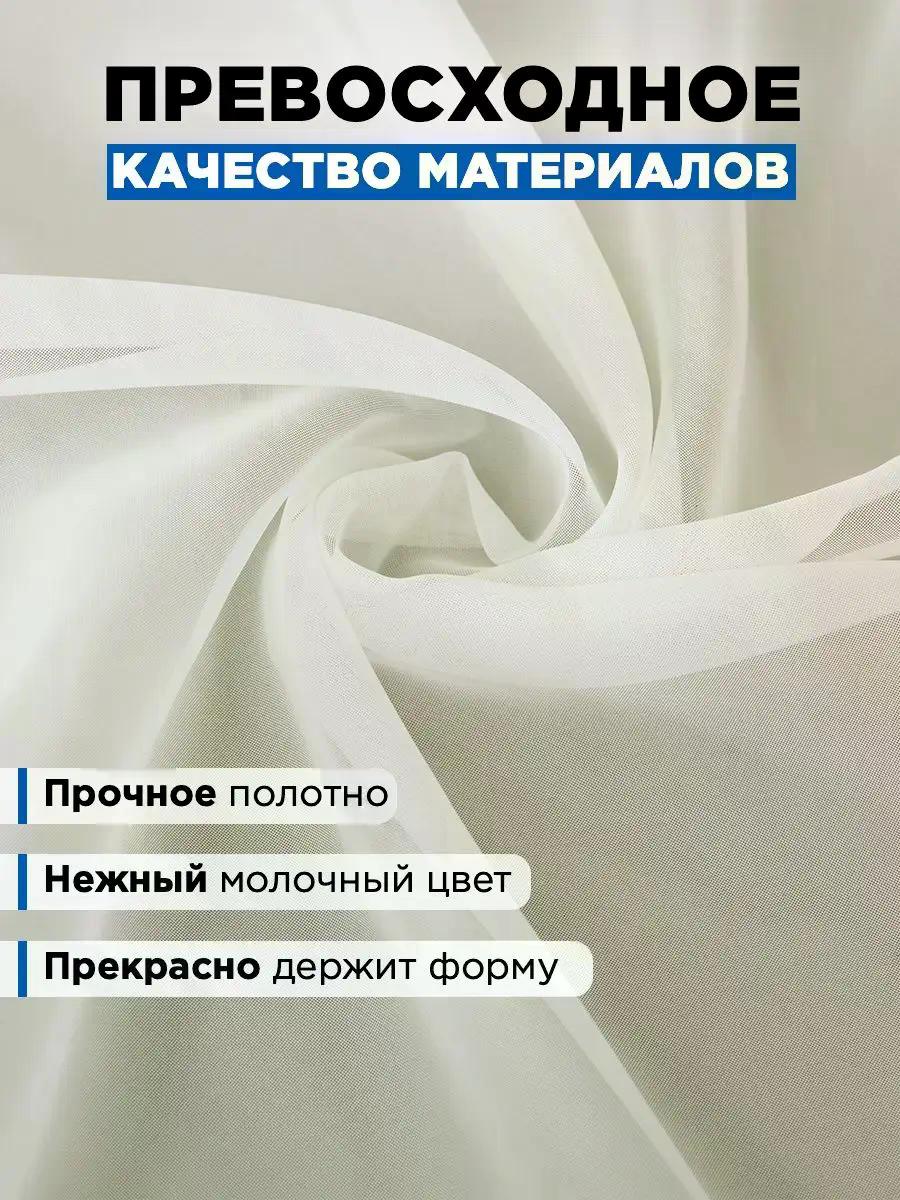 ПРЕВОСХОДНОЕ
КАЧЕСТВО МАТЕРИАЛОВ
Прочное полотно
Нежный молочный цвет
Прекрасно держит форму